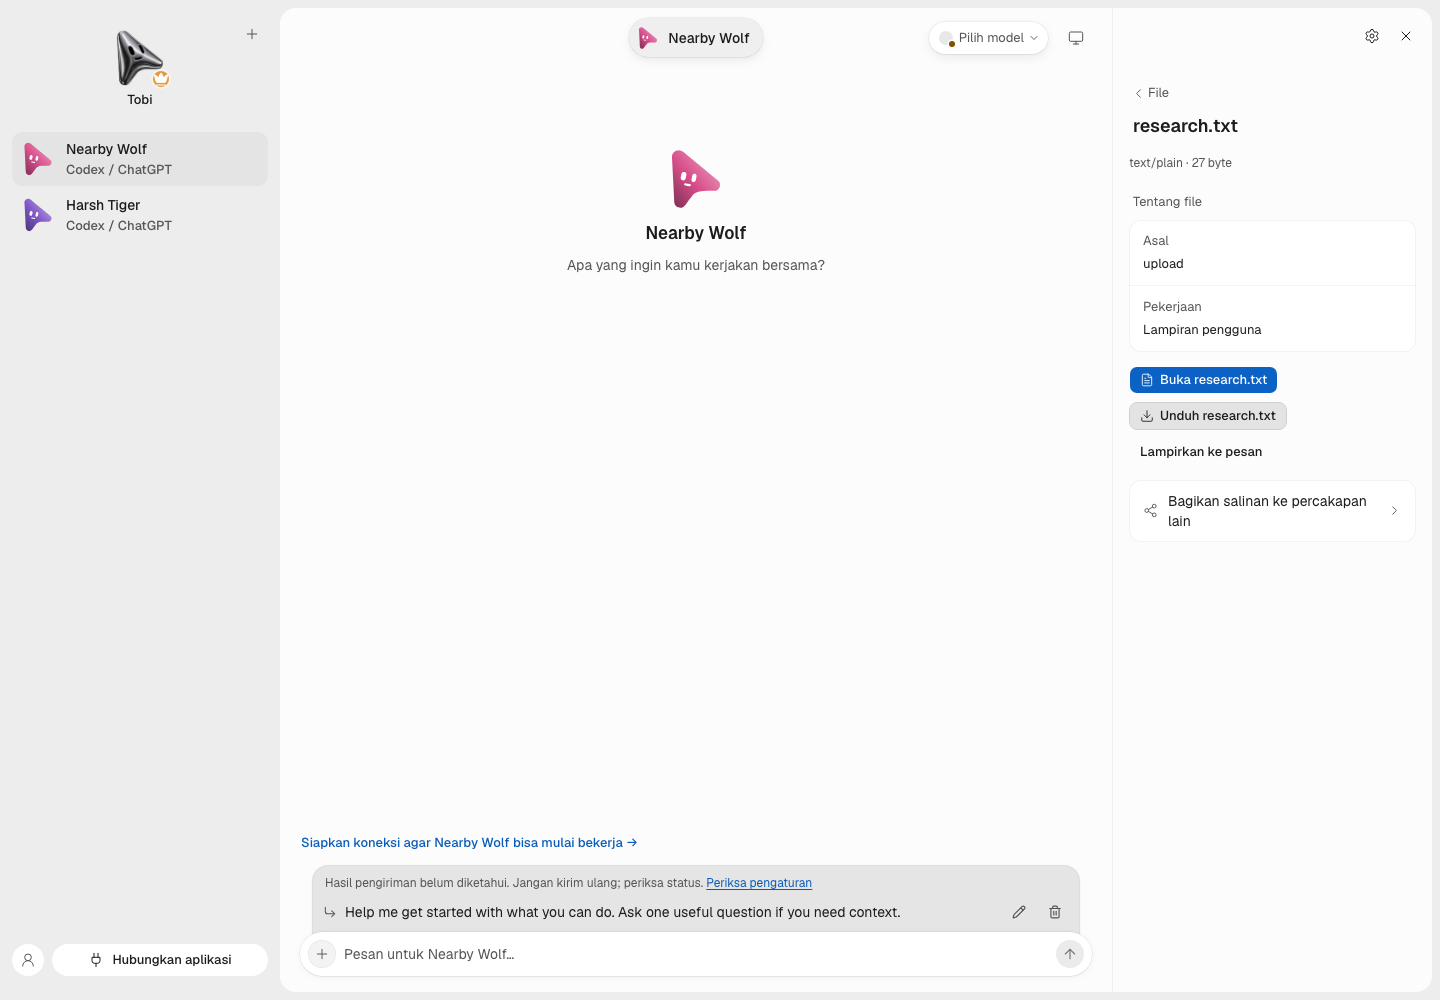 Tobi
Nearby Wolf
Codex / ChatGPT
Harsh Tiger
Codex / ChatGPT
Hubungkan aplikasi
Nearby Wolf
Pilih model
Nearby Wolf
Apa yang ingin kamu kerjakan bersama?
Siapkan koneksi agar Nearby Wolf bisa mulai bekerja →
Hasil pengiriman belum diketahui. Jangan kirim ulang; periksa status. Periksa pengaturan
Help me get started with what you can do. Ask one useful question if you need context.
Pesan untuk Nearby Wolf...
File
research.txt
text/plain · 27 byte
Tentang file
Asal
upload
Pekerjaan
Lampiran pengguna
Buka research.txt
Unduh research.txt
Lampirkan ke pesan
Bagikan salinan ke percakapan
lain